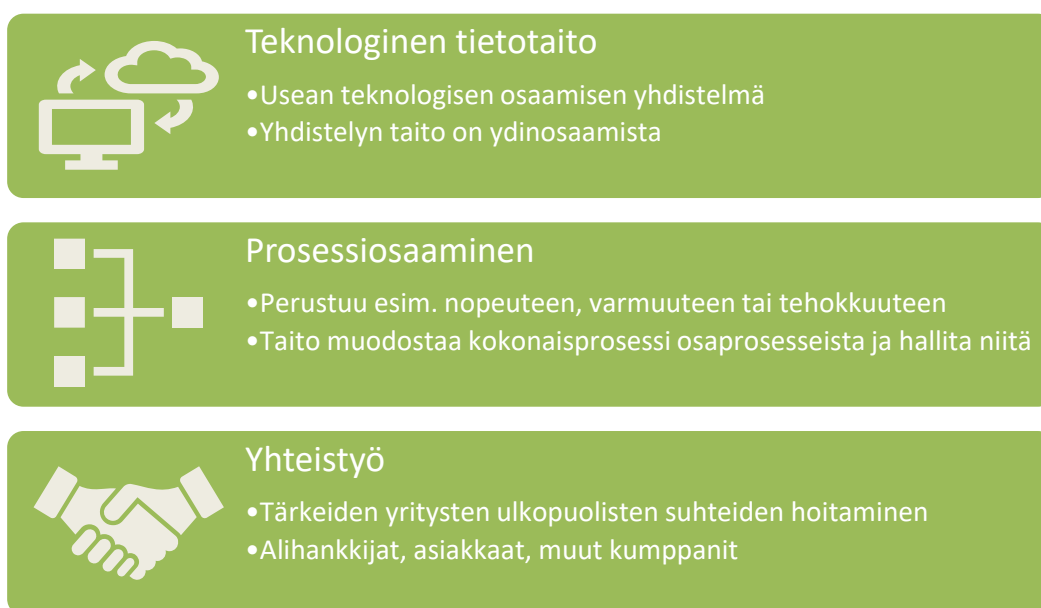 Teknologinen tietotaito
•Usean teknologisen osaamisen yhdistelmä
•Yhdistelyn taito on ydinosaamista
Prosessiosaaminen
•Perustuu esim. nopeuteen, varmuuteen tai tehokkuuteen
•Taito muodostaa kokonaisprosessi osaprosesseista ja hallita niitä
Yhteistyö
•Tärkeiden yritysten ulkopuolisten suhteiden hoitaminen
•Alihankkijat, asiakkaat, muut kumppanit